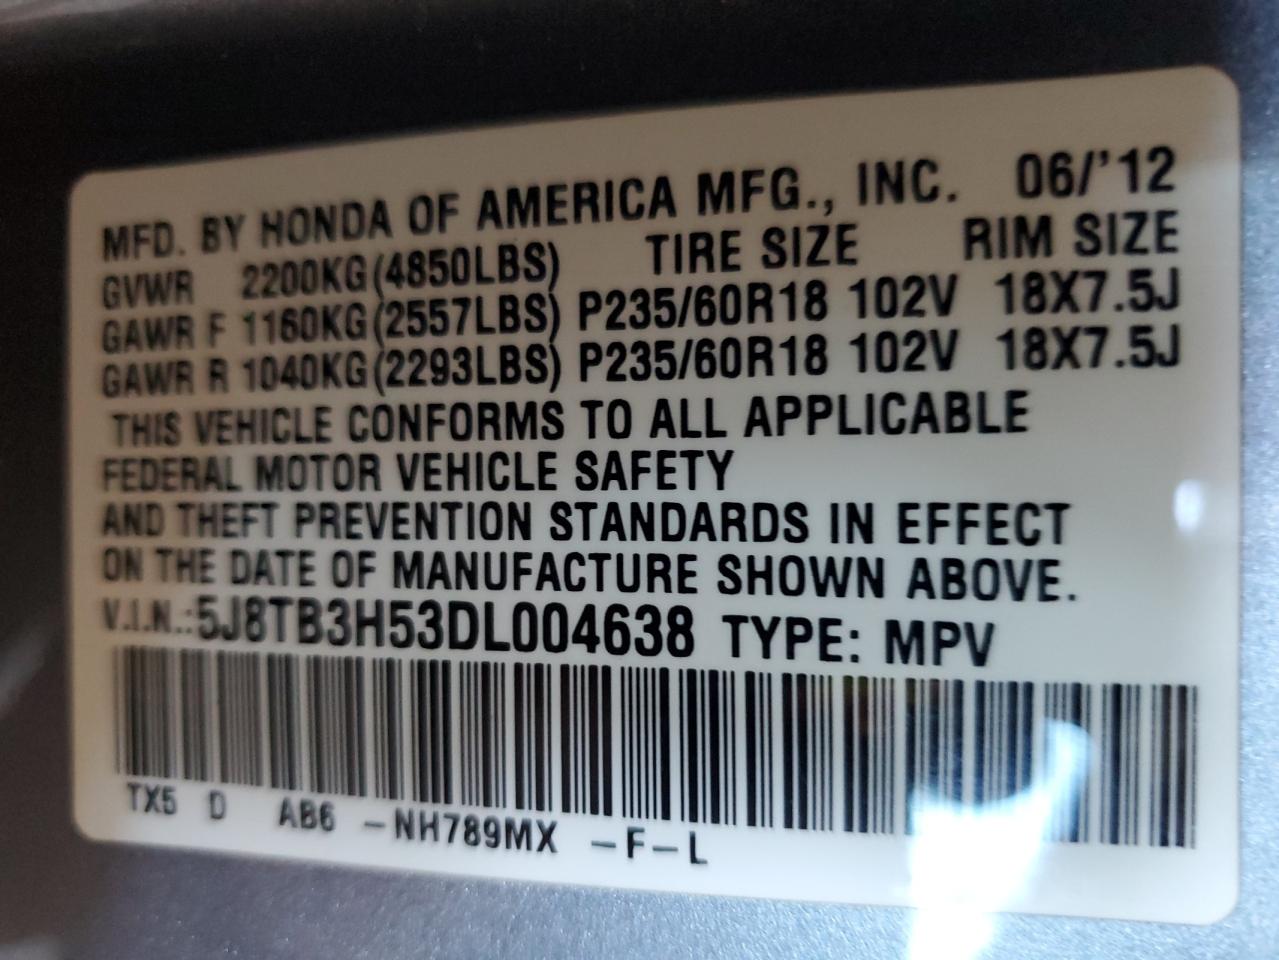 MFD. BY HONDA OF AMERICA MFG., INC. 06/'12
GVWR 2200KG(4850LBS) TIRE SIZE RIM SIZE
GAWR F 1160KG(2557LBS) P235/60R18 102V 18X7.5J
GAWR R 1040KG(2293LBS) P235/60R18 102V 18X7.5J
THIS VEHICLE CONFORMS TO ALL APPLICABLE
FEDERAL MOTOR VEHICLE SAFETY
AND THEFT PREVENTION STANDARDS IN EFFECT
ON THE DATE OF MANUFACTURE SHOWN ABOVE.
V.I.N.:5J8TB3H53DL004638 TYPE: MPV
TX5 D AB6 -NH789MX -F-L